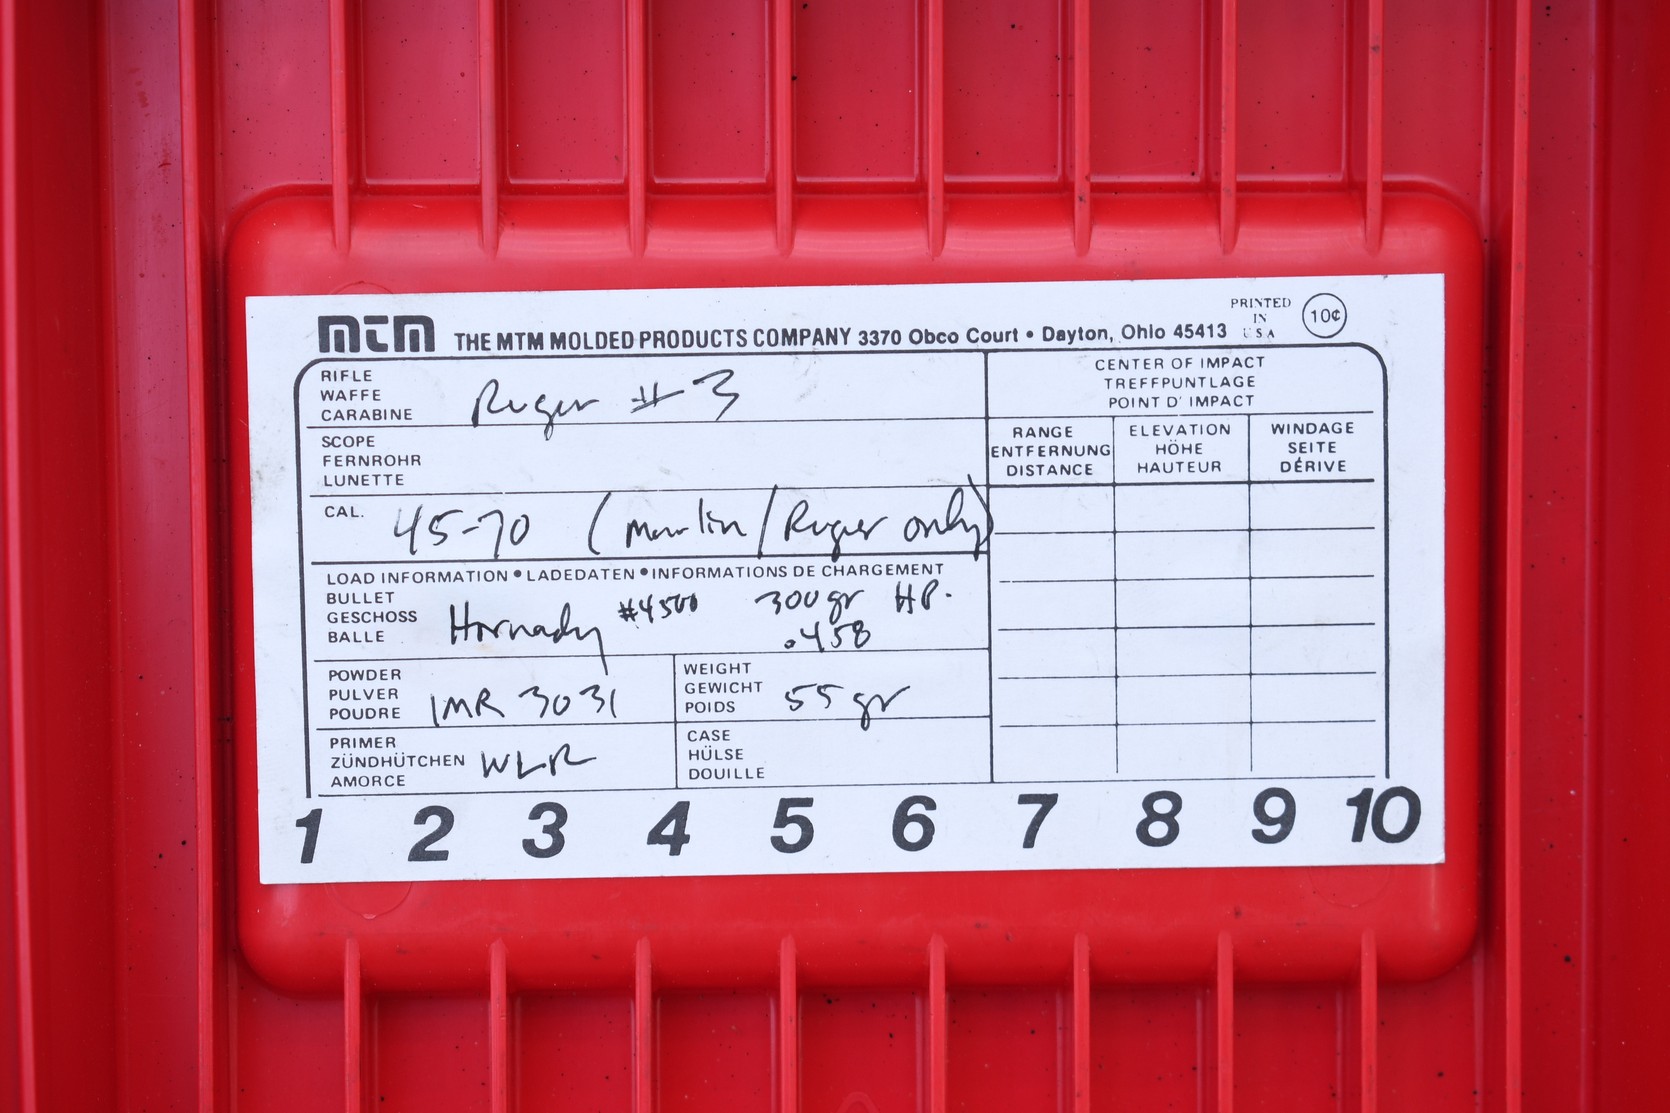 mtm THE MTM MOLDED PRODUCTS COMPANY 3370 Obco Court • Dayton, Ohio 45413
PRINTED
IN
USA
10¢
RIFLE
WAFFE
CARABINE
Ruger #3
SCOPE
FERNROHR
LUNETTE
CAL. 45-70 (Marlin/Ruger only)
LOAD INFORMATION • LADEDATEN • INFORMATIONS DE CHARGEMENT
BULLET
GESCHOSS
BALLE
Hornady #4500 300gr HP.
.458
POWDER
PULVER
POUDRE
IMR 3031
WEIGHT
GEWICHT
POIDS
55 gr
PRIMER
ZÜNDHÜTCHEN
AMORCE
WLR
CASE
HÜLSE
DOUILLE
CENTER OF IMPACT
TREFFPUNTLAGE
POINT D' IMPACT
RANGE
ENTFERNUNG
DISTANCE
ELEVATION
HÖHE
HAUTEUR
WINDAGE
SEITE
DÉRIVE
1 2 3 4 5 6 7 8 9 10